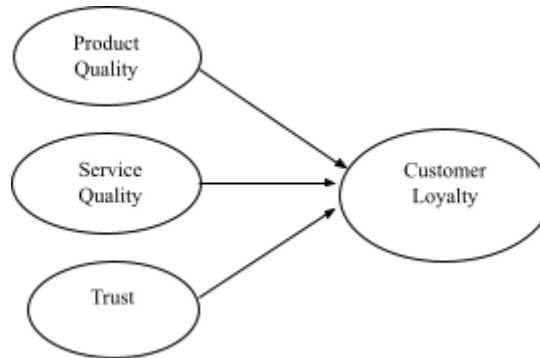 Product
Quality
Service
Quality
Trust
Customer
Loyalty